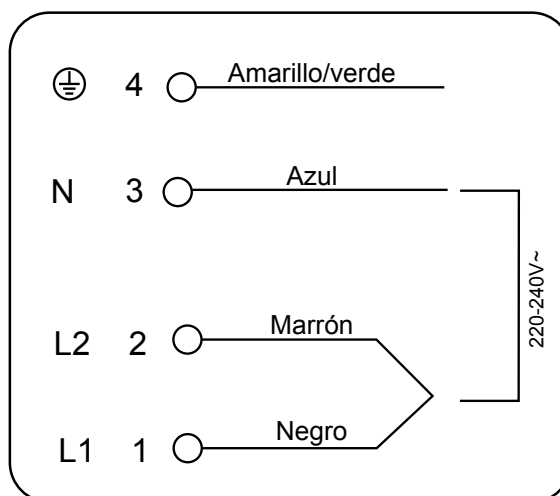 4 Amarillo/verde
N 3 Azul
220-240V~
L2 2 Marrón
L1 1 Negro